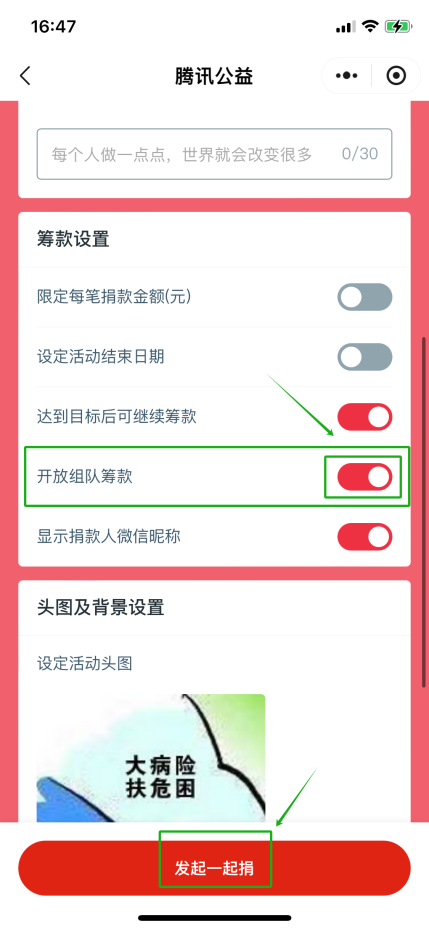 16:47
腾讯公益
每个人做一点点，世界就会改变很多 0/30
筹款设置
限定每笔捐款金额(元)
设定活动结束日期
达到目标后可继续筹款
开放组队筹款
显示捐款人微信昵称
头图及背景设置
设定活动头图
大病险
扶危困
发起一起捐